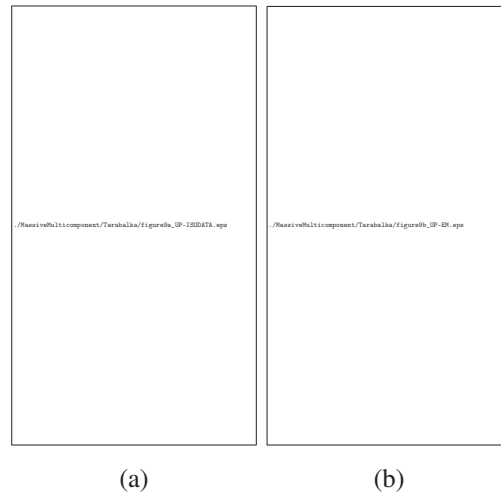 ./MassiveMulticomponent/Tarabalka/figure9a_UP-ISODATA.eps
./MassiveMulticomponent/Tarabalka/figure9b_UP-EM.eps
(a)
(b)